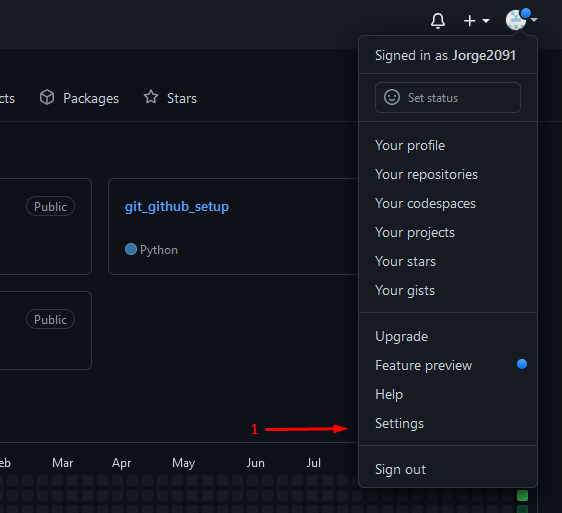 Signed in as Jorge2091
Set status
cts Packages Stars
Your profile
Your repositories
Your codespaces
Your projects
Your stars
Your gists
Public
git_github_setup
Python
Public
Upgrade
Feature preview
Help
1 Settings
Sign out
eb Mar Apr May Jun Jul